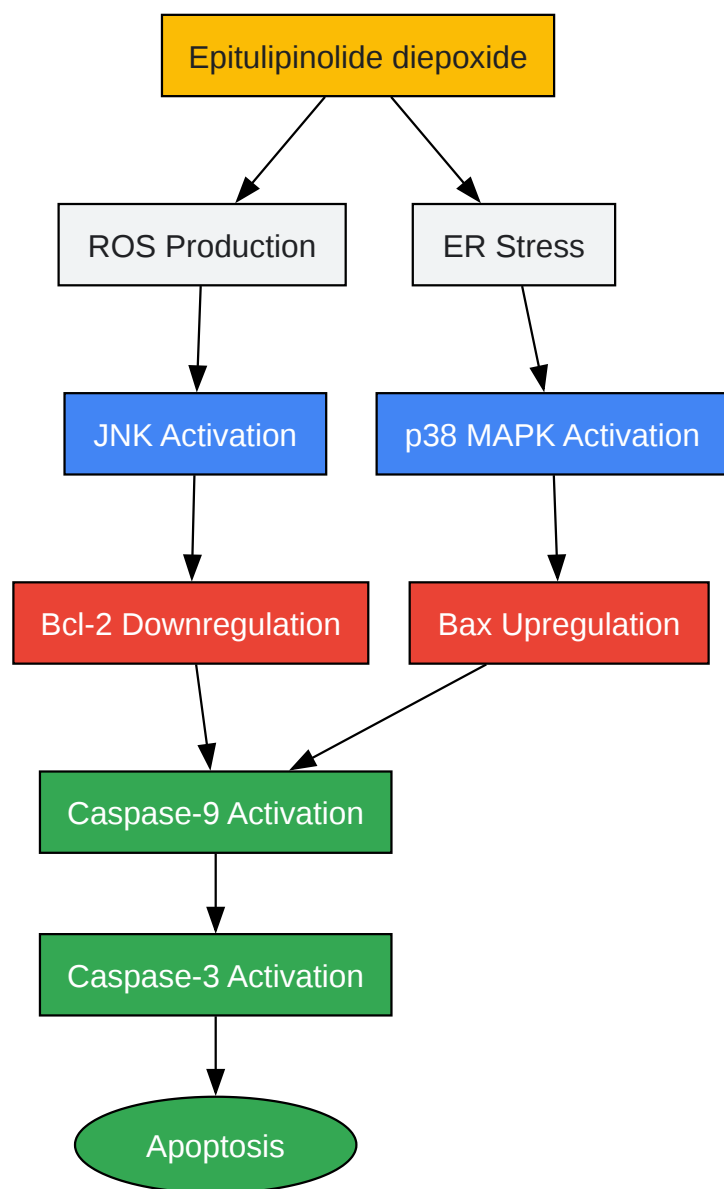 Epitulipinolide diepoxide
ROS Production
ER Stress
JNK Activation
p38 MAPK Activation
Bcl-2 Downregulation
Bax Upregulation
Caspase-9 Activation
Caspase-3 Activation
Apoptosis